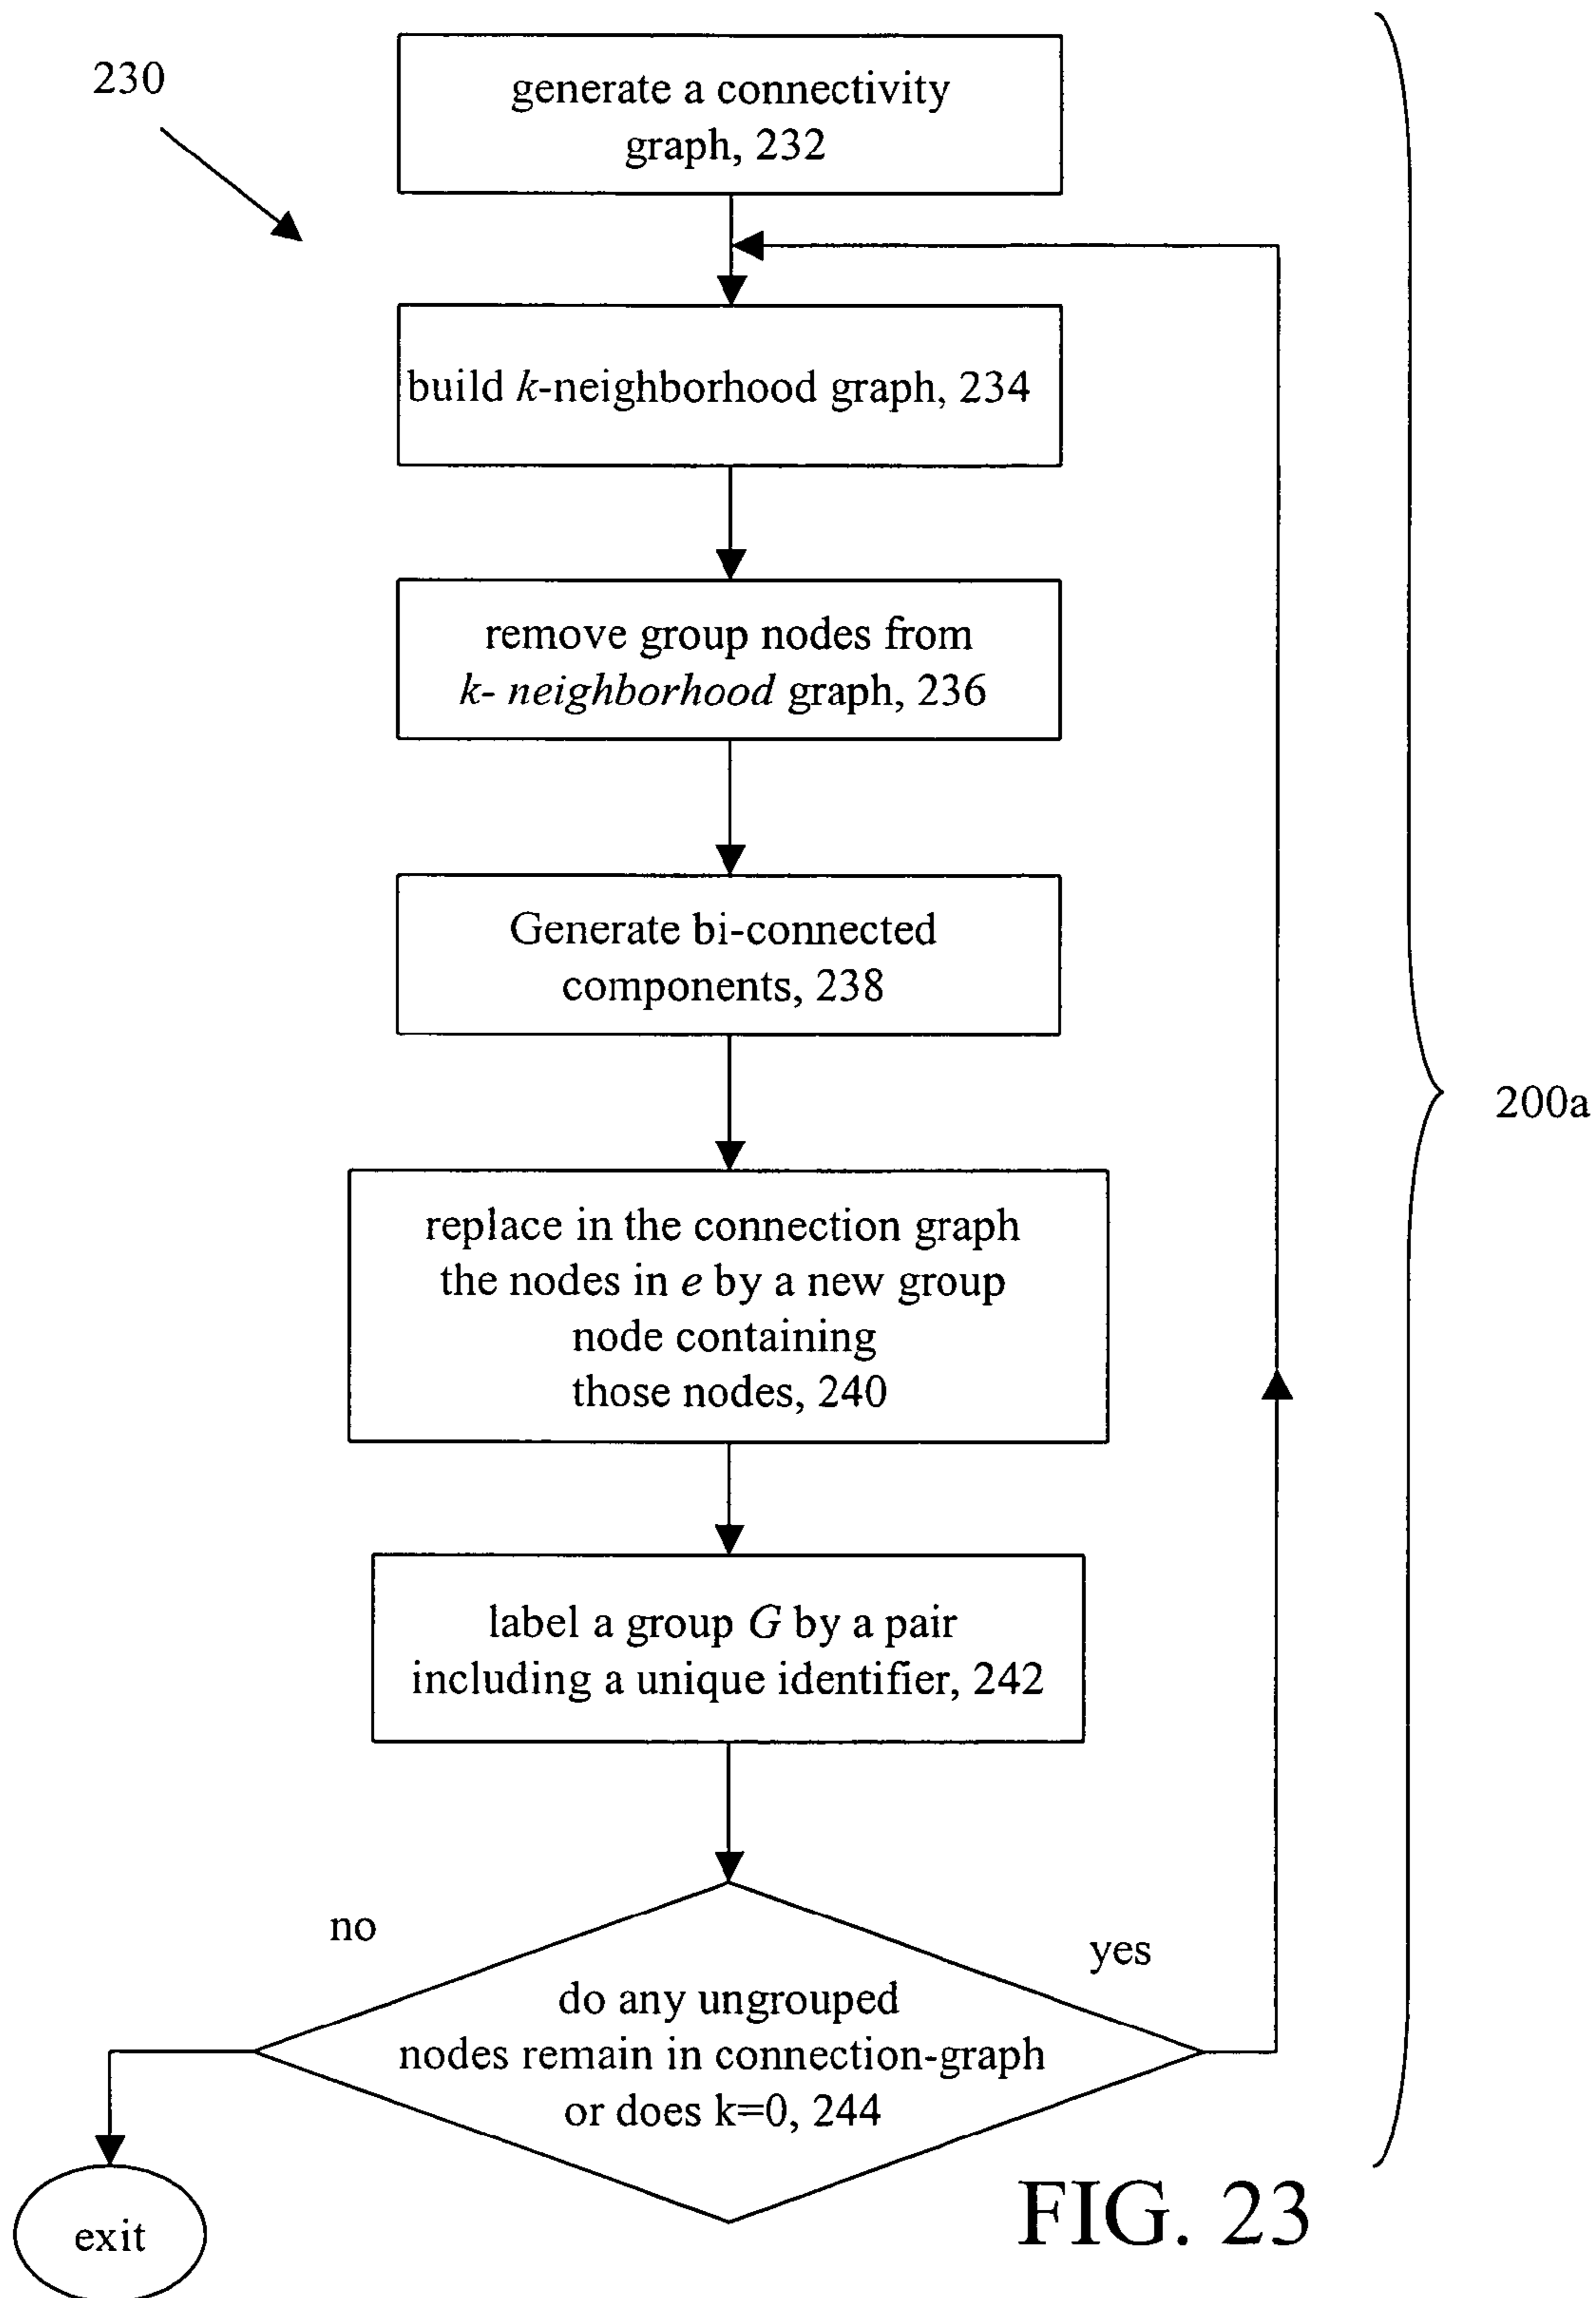 230
generate a connectivity
graph, 232
build k-neighborhood graph, 234
remove group nodes from
k- neighborhood graph, 236
Generate bi-connected
components, 238
200a
replace in the connection graph
the nodes in e by a new group
node containing
those nodes, 240
label a group G by a pair
including a unique identifier, 242
no
yes
do any ungrouped
nodes remain in connection-graph
or does k=0, 244
exit
FIG. 23